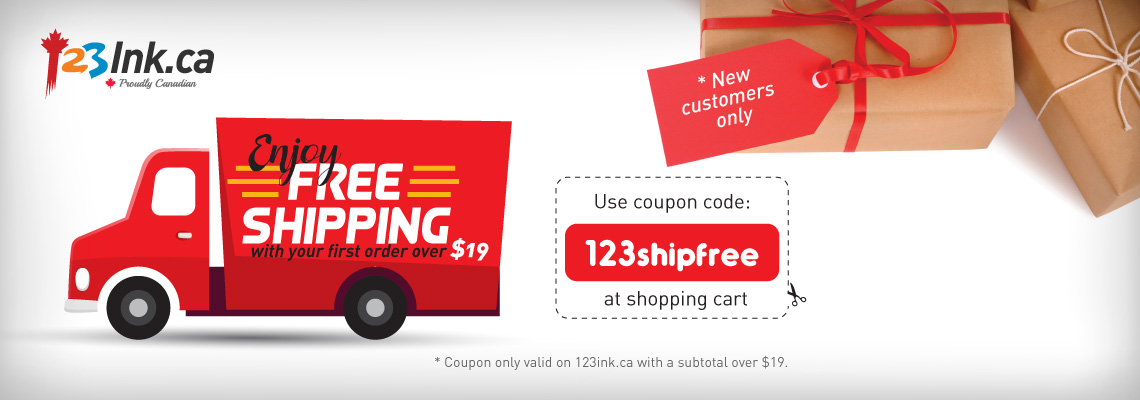 123Ink.ca
Proudly Canadian
Enjoy
FREE
SHIPPING
with your first order over $19
* New
customers
only
Use coupon code:
123shipfree
at shopping cart
* Coupon only valid on 123ink.ca with a subtotal over $19.